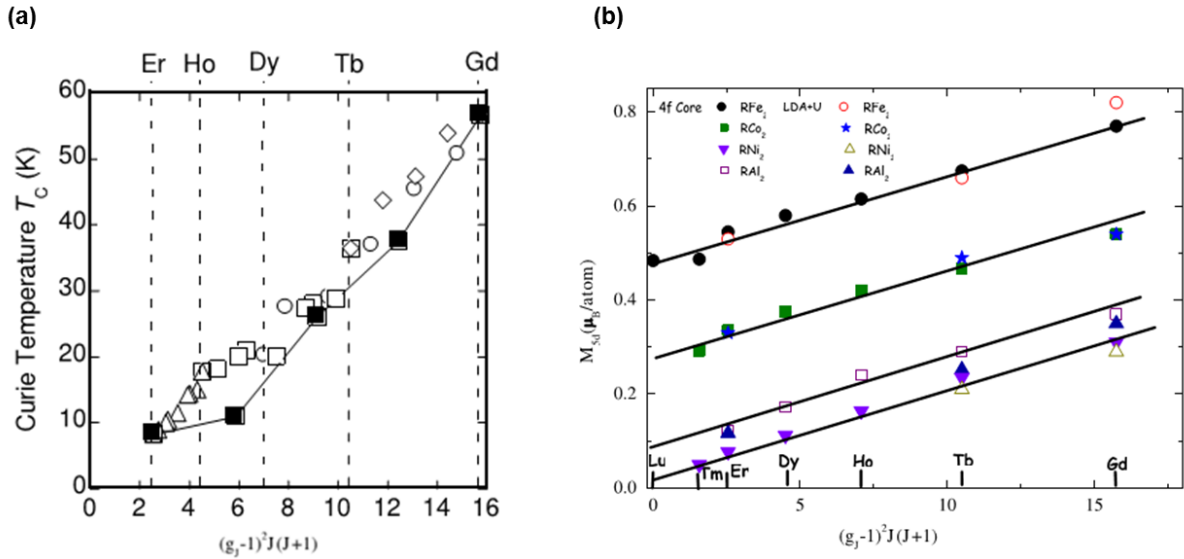 (a)
Er Ho Dy Tb Gd
60
50
40
30
20
10
0
Curie Temperature T_C (K)
0 2 4 6 8 10 12 14 16
(g_J-1)^2J(J+1)
(b)
0.8
0.6
0.4
0.2
0.0
M_5d(μ_B/atom)
4f Core LDA+U
RFe_2 RFe_2
RCo_2 RCo_2
RNi_2 RNi_2
RAl_2 RAl_2
Lu Tm Er Dy Ho Tb Gd
0 5 10 15
(g_J-1)^2J(J+1)